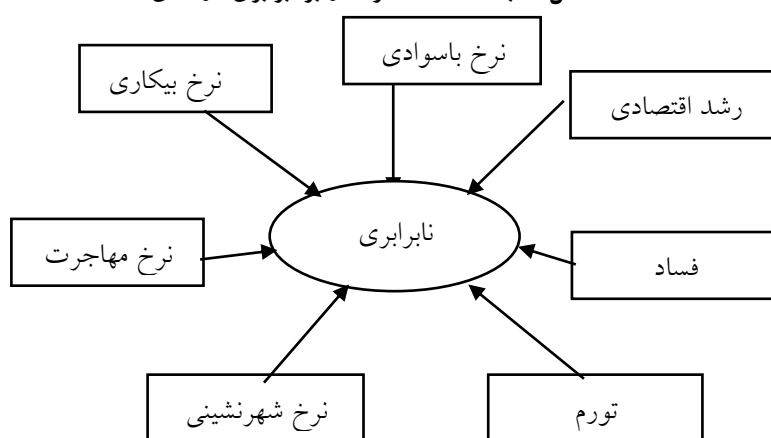 نرخ باسوادی
نرخ بیکاری
رشد اقتصادی
نابرابری
نرخ مهاجرت
فساد
نرخ شهرنشینی
تورم